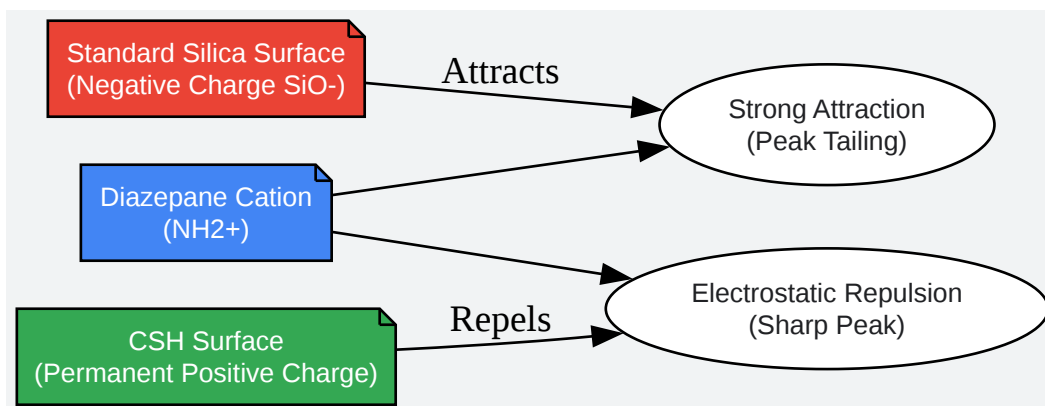 Standard Silica Surface
(Negative Charge SiO-)
Attracts
Strong Attraction
(Peak Tailing)
Diazepane Cation
(NH2+)
Electrostatic Repulsion
(Sharp Peak)
Repels
CSH Surface
(Permanent Positive Charge)